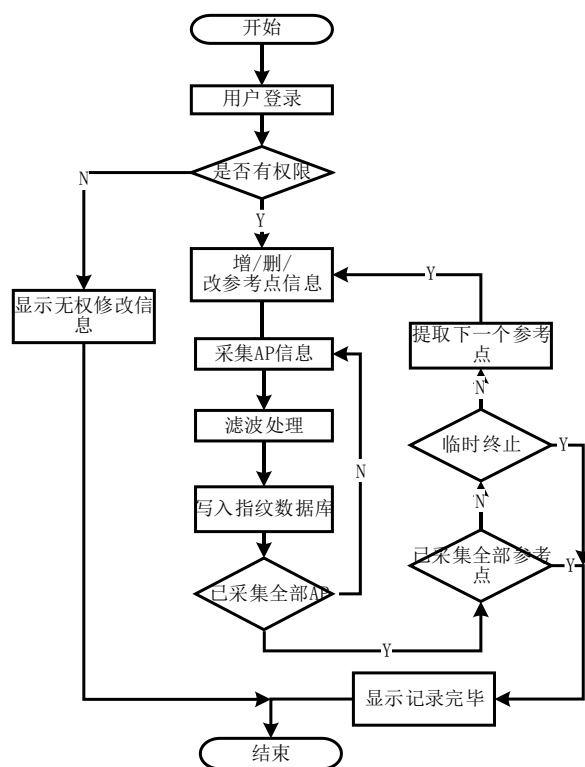 开始
用户登录
是否有权限
N
Y
增/删/
改参考点信息
Y
显示无权修改信
息
提取下一个参考
点
采集AP信息
N
滤波处理
临时终止
Y
N
写入指纹数据库
N
已采集全部参考
点
Y
已采集全部AP
Y
显示记录完毕
结束